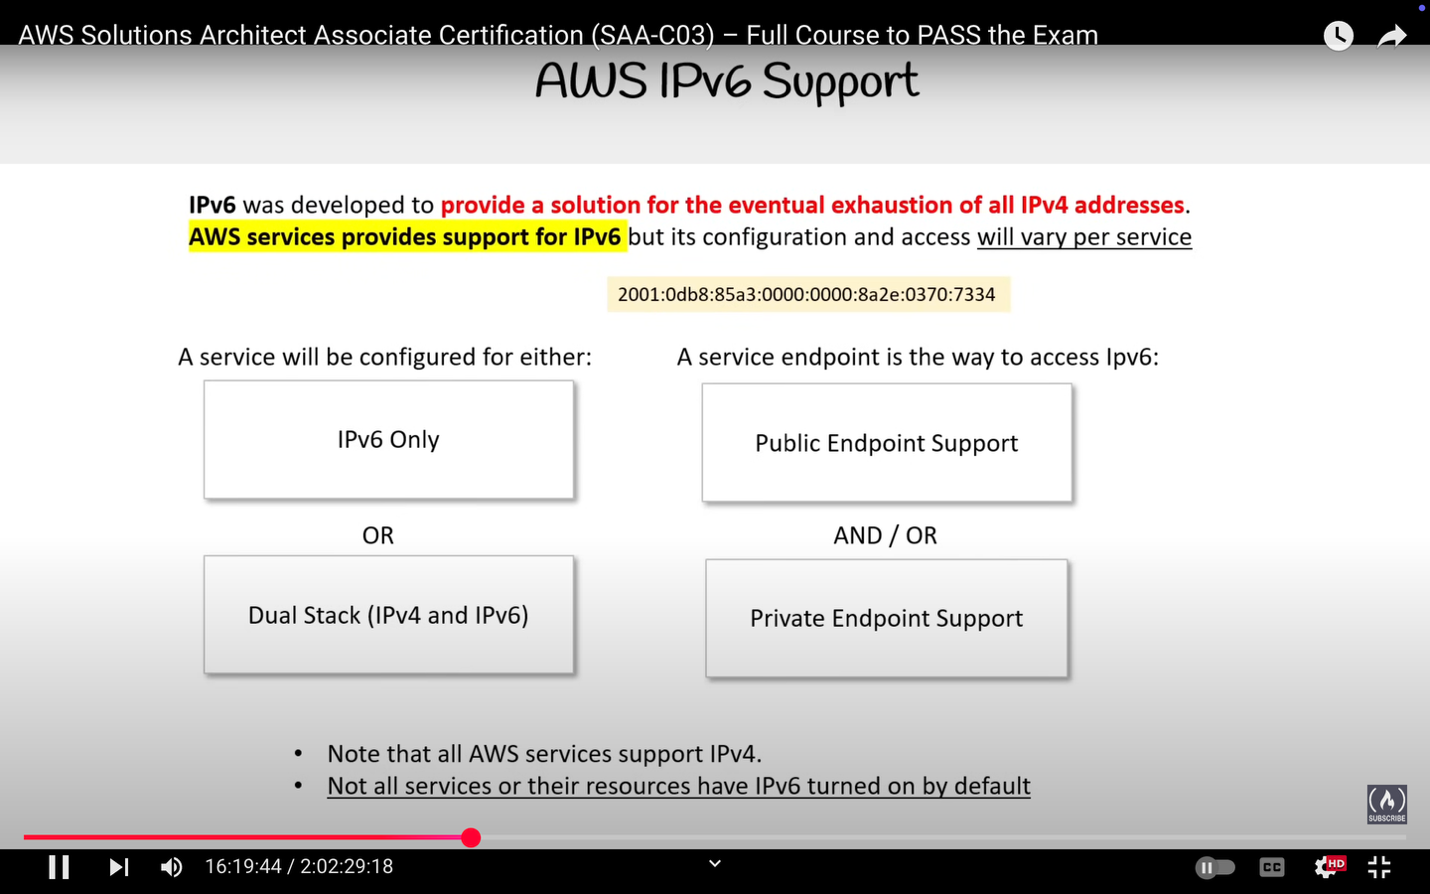 AWS Solutions Architect Associate Certification (SAA-C03) – Full Course to PASS the Exam
AWS IPv6 Support
IPv6 was developed to provide a solution for the eventual exhaustion of all IPv4 addresses.
AWS services provides support for IPv6 but its configuration and access will vary per service
2001:0db8:85a3:0000:0000:8a2e:0370:7334
A service will be configured for either:
IPv6 Only
OR
Dual Stack (IPv4 and IPv6)
A service endpoint is the way to access Ipv6:
Public Endpoint Support
AND / OR
Private Endpoint Support
• Note that all AWS services support IPv4.
• Not all services or their resources have IPv6 turned on by default
SUBSCRIBE
16:19:44 / 2:02:29:18
CC
HD